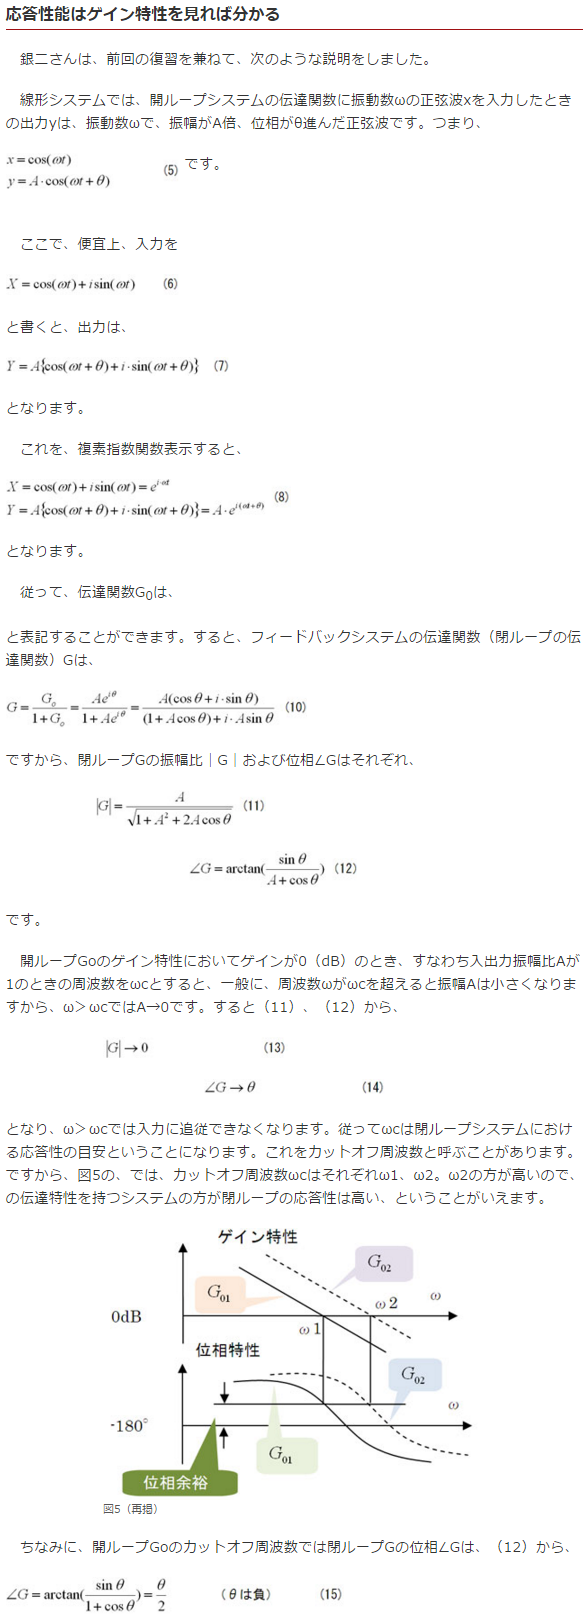 応答性能はゲイン特性を見れば分かる
銀二さんは、前回の復習を兼ねて、次のような説明をしました。
線形システムでは、開ループシステムの伝達関数に振動数ωの正弦波xを入力したとき
の出力yは、振動数ωで、振幅がA倍、位相がθ進んだ正弦波です。つまり、
x = cos(ωt)
y = A・cos(ωt + θ) （5） です。
ここで、便宜上、入力を
X = cos(ωt) + i sin(ωt) （6）
と書くと、出力は、
Y = A{cos(ωt + θ) + i・sin(ωt + θ)} （7）
となります。
これを、複素指数関数表示すると、
X = cos(ωt) + i sin(ωt) = e^{i・ωt}
Y = A{cos(ωt + θ) + i・sin(ωt + θ)} = A・e^{i(ωt+θ)} （8）
となります。
従って、伝達関数G0は、
と表記することができます。すると、フィードバックシステムの伝達関数（閉ループの伝
達関数）Gは、
G = Go/(1+Go) = Ae^{iθ}/(1+Ae^{iθ}) = A(cosθ + i・sinθ)/((1 + A cosθ) + i・A sinθ) （10）
ですから、閉ループGの振幅比｜G｜および位相∠Gはそれぞれ、
|G| = A/√(1 + A² + 2A cosθ) （11）
∠G = arctan(sinθ/(A + cosθ)) （12）
です。
開ループGoのゲイン特性においてゲインが0（dB）のとき、すなわち入出力振幅比Aが
1のときの周波数をωcとすると、一般に、周波数ωがωcを超えると振幅Aは小さくなりま
すから、ω＞ωcではA→0です。すると（11）、（12）から、
|G| → 0 （13）
∠G → θ （14）
となり、ω＞ωcでは入力に追従できなくなります。従ってωcは閉ループシステムにおけ
る応答性の目安ということになります。これをカットオフ周波数と呼ぶことがあります。
ですから、図5の、では、カットオフ周波数ωcはそれぞれω1、ω2。ω2の方が高いので、
の伝達特性を持つシステムの方が閉ループの応答性は高い、ということがいえます。
ゲイン特性
G02
G01
ω2
ω
0dB
ω1
位相特性
G02
ω
-180°
G01
位相余裕
図5（再掲）
ちなみに、開ループGoのカットオフ周波数では閉ループGの位相∠Gは、（12）から、
∠G = arctan(sinθ/(1 + cosθ)) = θ/2 （θは負） （15）